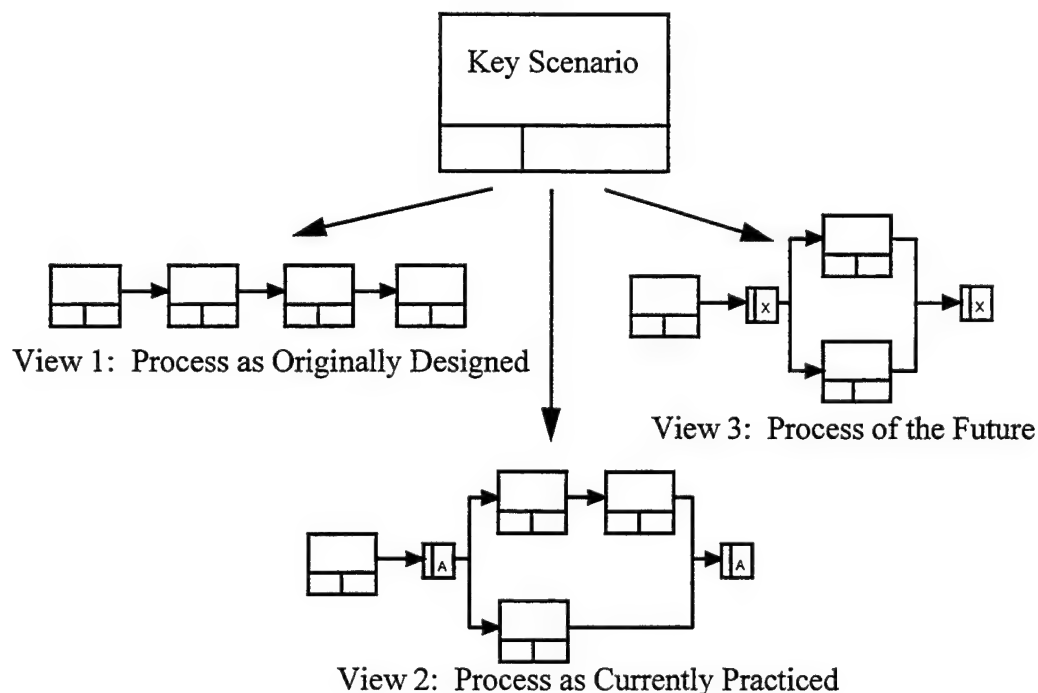 Key Scenario
View 1: Process as Originally Designed
X
X
View 3: Process of the Future
A
A
View 2: Process as Currently Practiced